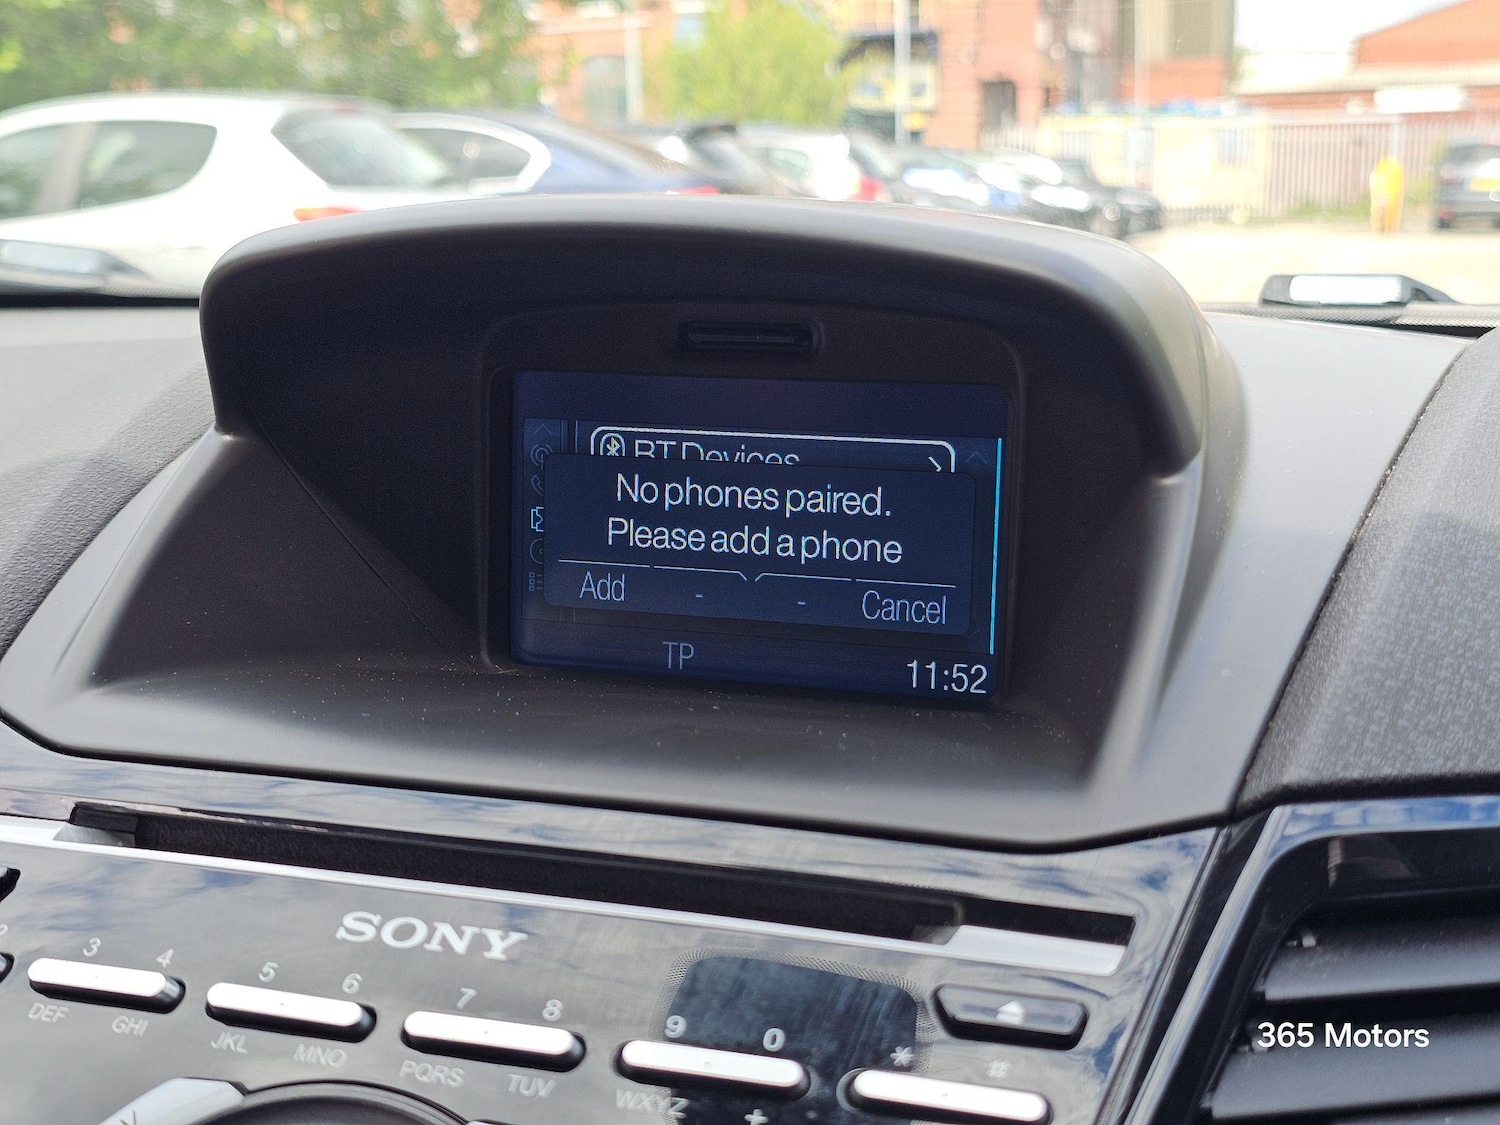 BT Devices
No phones paired.
Please add a phone
Add - - Cancel
TP
11:52
SONY
3 4 5 6 7 8 9 0 * #
DEF GHI JKL MNO PQRS TUV WXYZ +
365 Motors